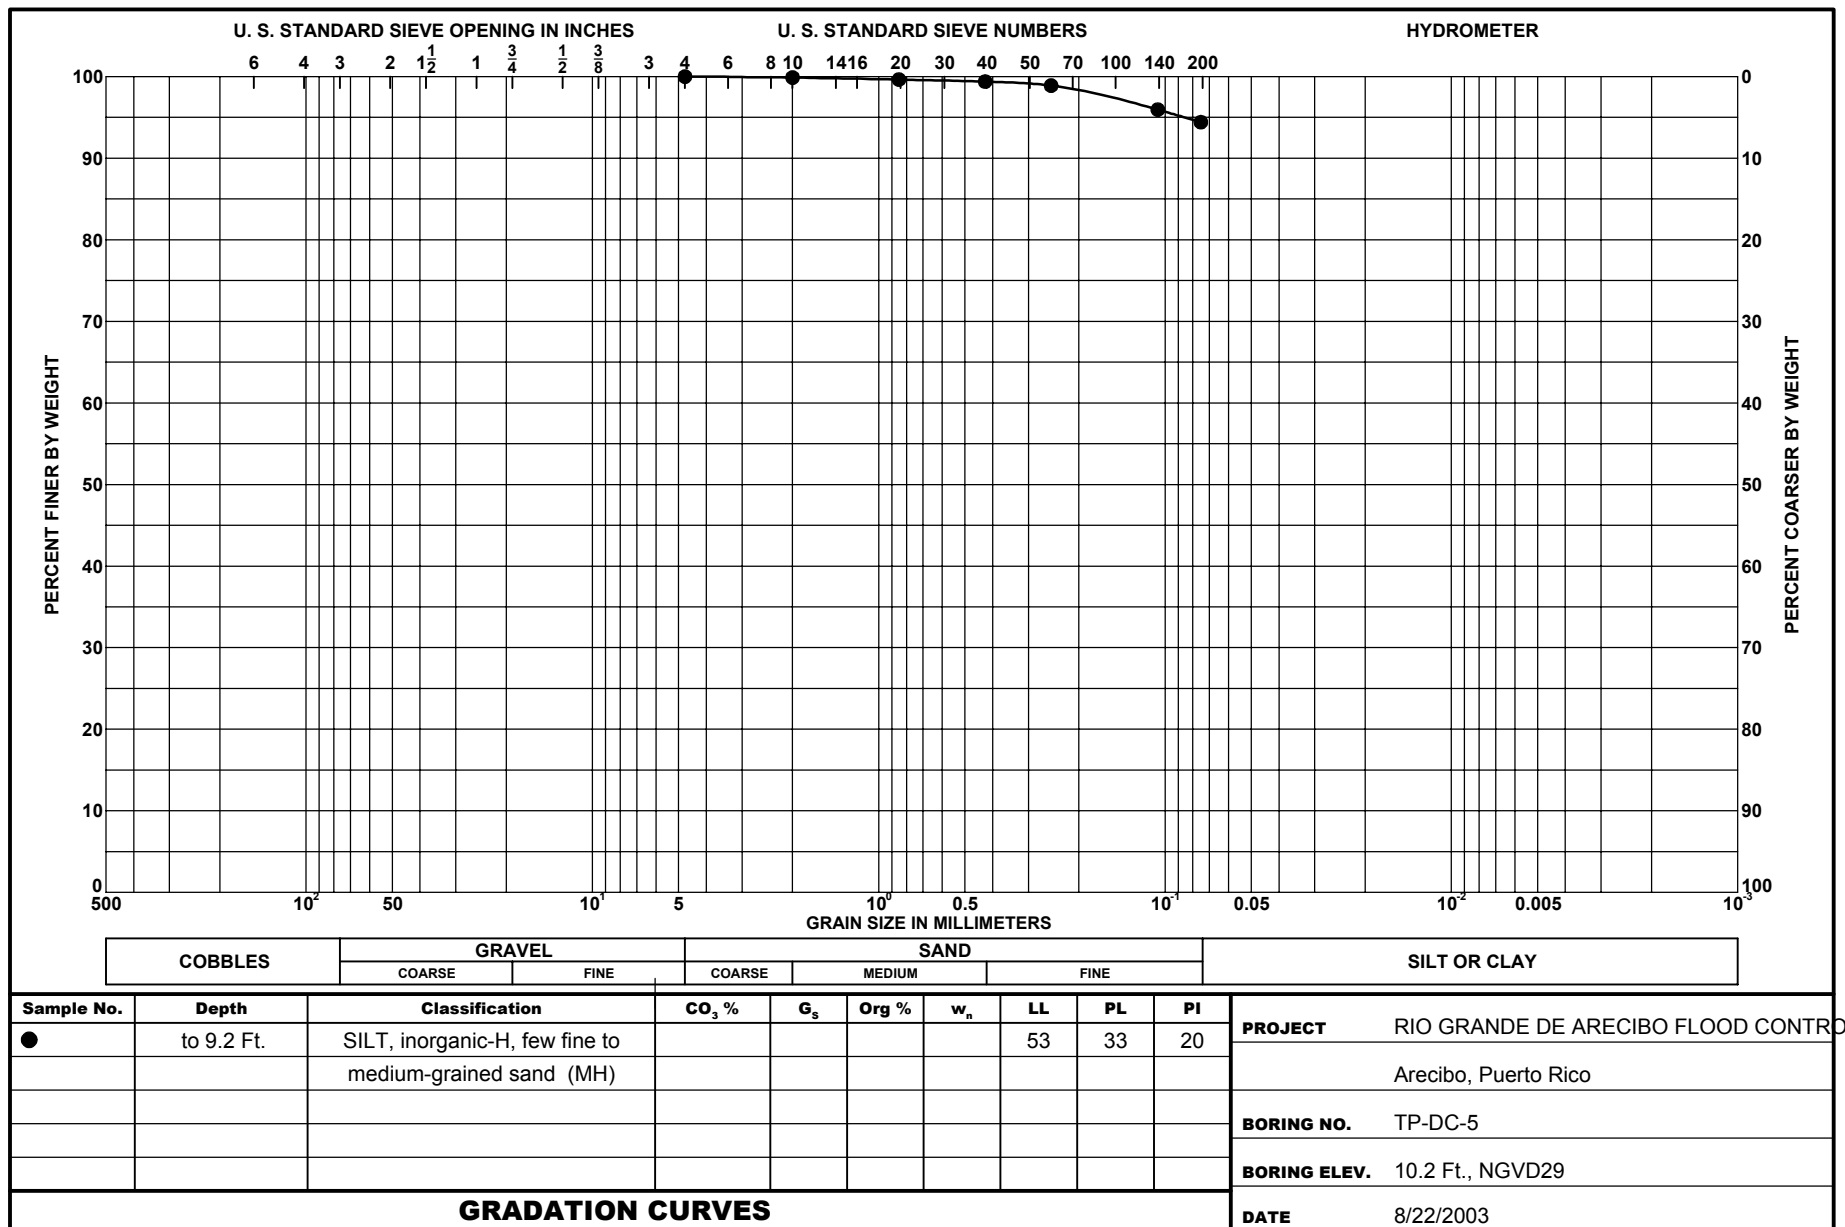 U. S. STANDARD SIEVE OPENING IN INCHES U. S. STANDARD SIEVE NUMBERS HYDROMETER
6 4 3 2 1 1/2 1 3/4 1/2 3/8 3 4 6 8 10 14 16 20 30 40 50 70 100 140 200
100 0
90 10
80 20
70 30
60 40
50 50
40 60
30 70
20 80
10 90
0 100
PERCENT FINER BY WEIGHT
PERCENT COARSER BY WEIGHT
500 10² 50 10¹ 5 10⁰ 0.5 10⁻¹ 0.05 10⁻² 0.005 10⁻³
GRAIN SIZE IN MILLIMETERS
COBBLES GRAVEL SAND SILT OR CLAY
COARSE FINE COARSE MEDIUM FINE
Sample No. Depth Classification CO₃ % Gₛ Org % wₙ LL PL PI
● to 9.2 Ft. SILT, inorganic-H, few fine to 53 33 20
medium-grained sand (MH)
PROJECT RIO GRANDE DE ARECIBO FLOOD CONTRO
Arecibo, Puerto Rico
BORING NO. TP-DC-5
BORING ELEV. 10.2 Ft., NGVD29
GRADATION CURVES
DATE 8/22/2003